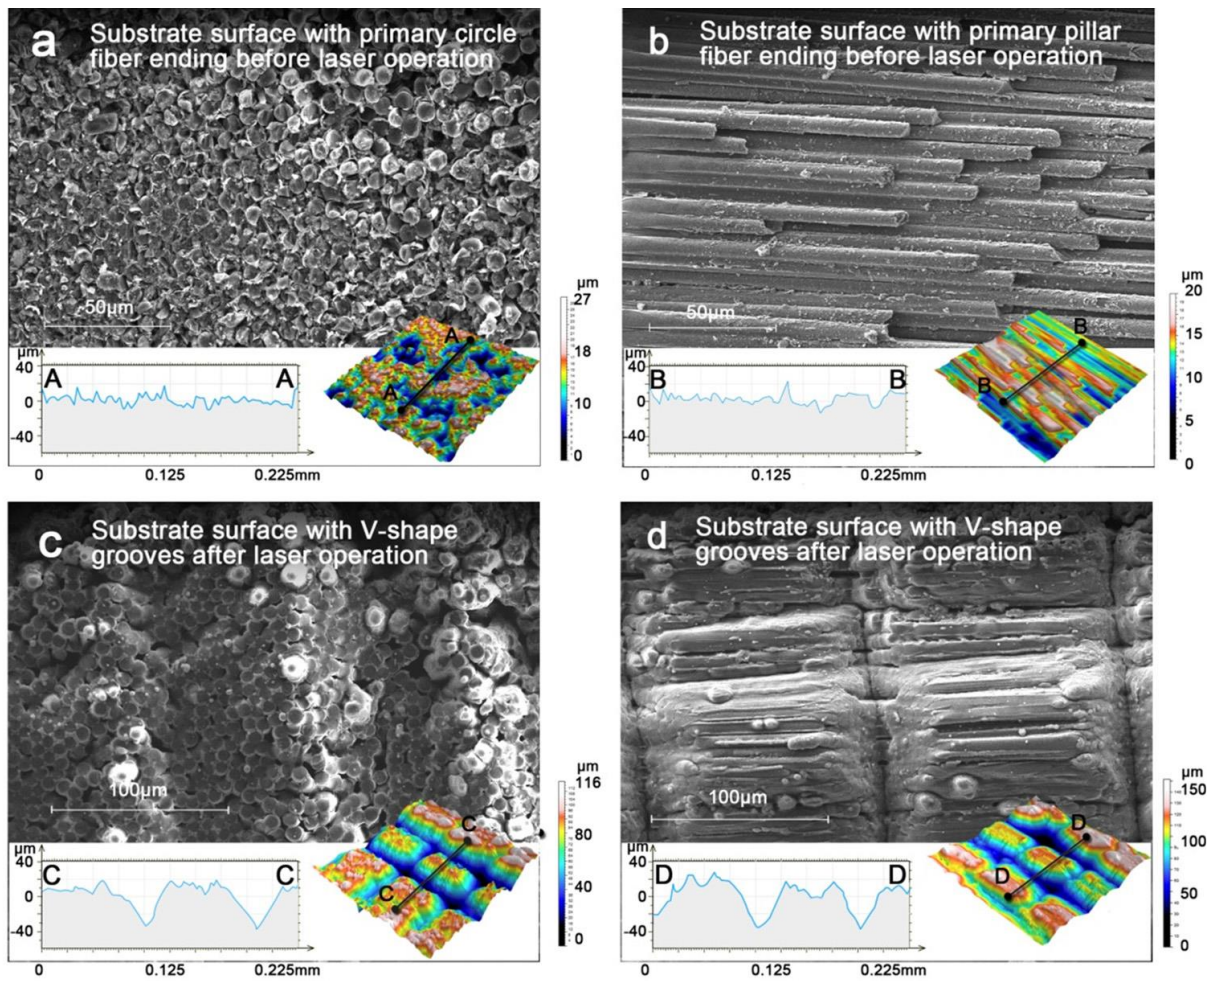 a
Substrate surface with primary circle
fiber ending before laser operation
50μm
μm
27
18
10
0
μm
40
0
-40
A
A
A
A
0
0.125
0.225mm
b
Substrate surface with primary pillar
fiber ending before laser operation
50μm
μm
20
15
10
5
0
μm
40
0
-40
B
B
B
B
0
0.125
0.225mm
c
Substrate surface with V-shape
grooves after laser operation
100μm
μm
116
80
40
0
μm
40
0
-40
C
C
C
C
0
0.125
0.225mm
d
Substrate surface with V-shape
grooves after laser operation
100μm
μm
150
100
50
0
μm
40
0
-40
D
D
D
D
0
0.125
0.225mm